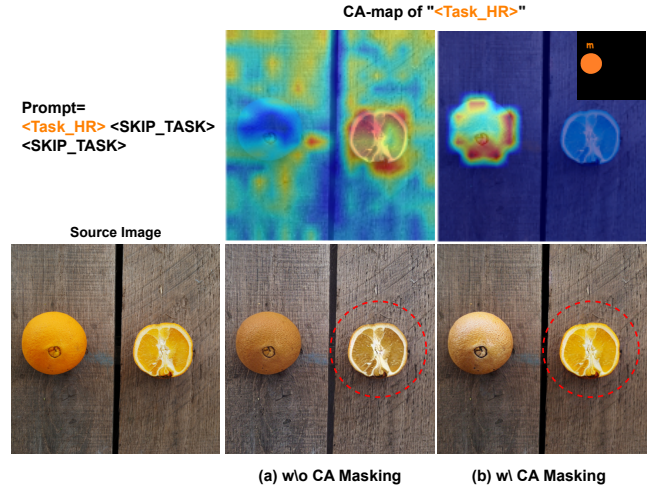 CA-map of "<Task_HR>"
m
Prompt=
<Task_HR> <SKIP_TASK>
<SKIP_TASK>
Source Image
(a) w\o CA Masking
(b) w\ CA Masking